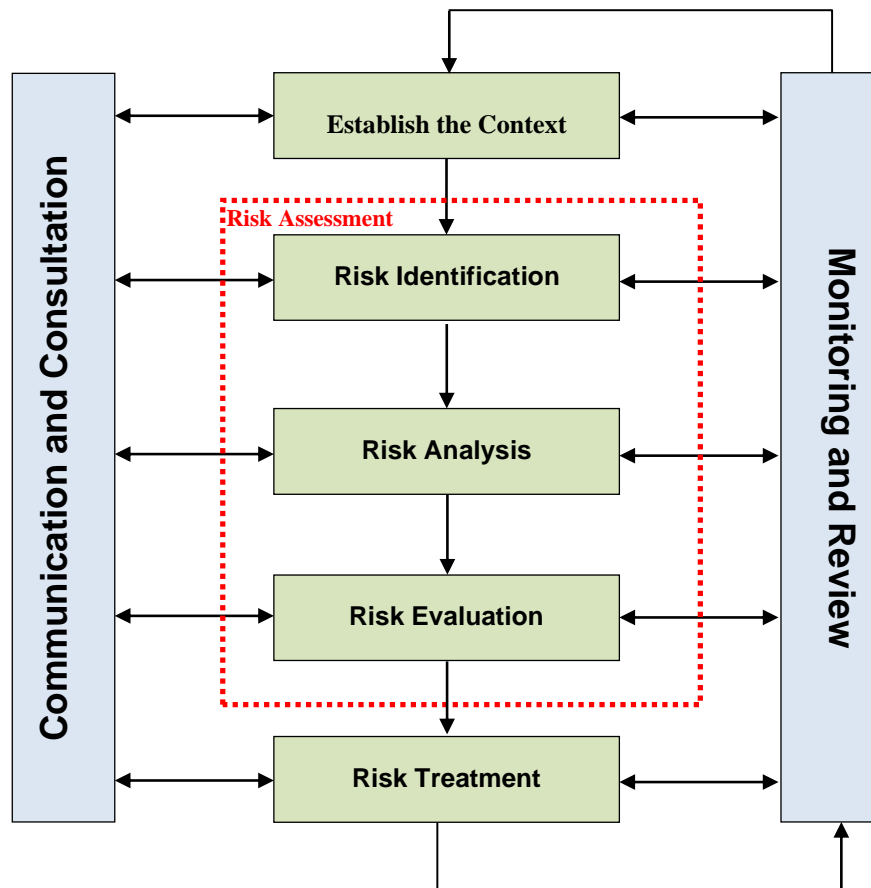 Establish the Context
Risk Assessment
Risk Identification
Risk Analysis
Risk Evaluation
Risk Treatment
Communication and Consultation
Monitoring and Review